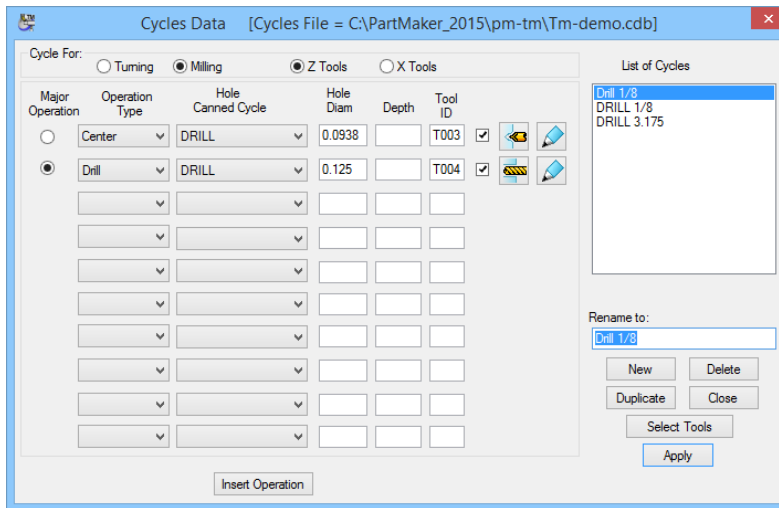 Cycles Data [Cycles File = C:\PartMaker_2015\pm-tm\Tm-demo.cdb]
Cycle For:
Turning Milling Z Tools X Tools
List of Cycles
Major Operation
Operation Type
Hole Canned Cycle
Hole Diam
Depth
Tool ID
Center DRILL 0.0938 T003
Drill DRILL 0.125 T004
Drill 1/8
DRILL 1/8
DRILL 3.175
Rename to:
Drill 1/8
New Delete
Duplicate Close
Select Tools
Apply
Insert Operation